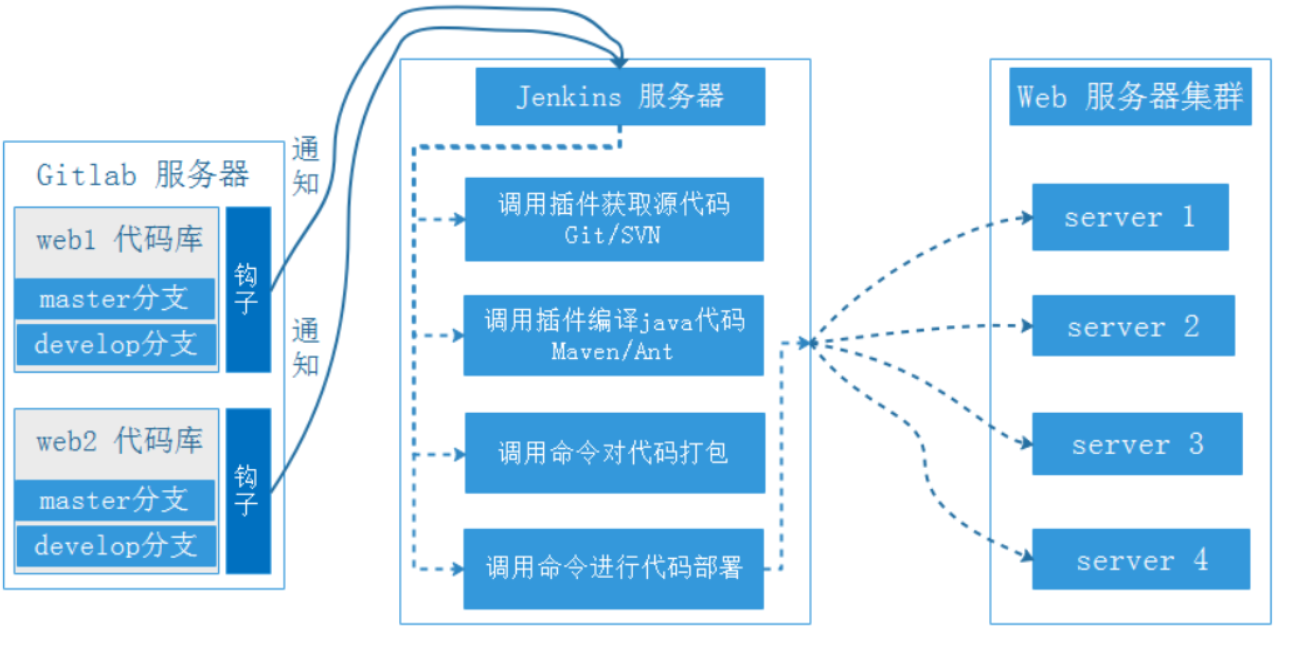 Gitlab 服务器
web1 代码库
master分支
develop分支
钩
子
web2 代码库
master分支
develop分支
钩
子
通
知
通
知
Jenkins 服务器
调用插件获取源代码
Git/SVN
调用插件编译java代码
Maven/Ant
调用命令对代码打包
调用命令进行代码部署
Web 服务器集群
server 1
server 2
server 3
server 4